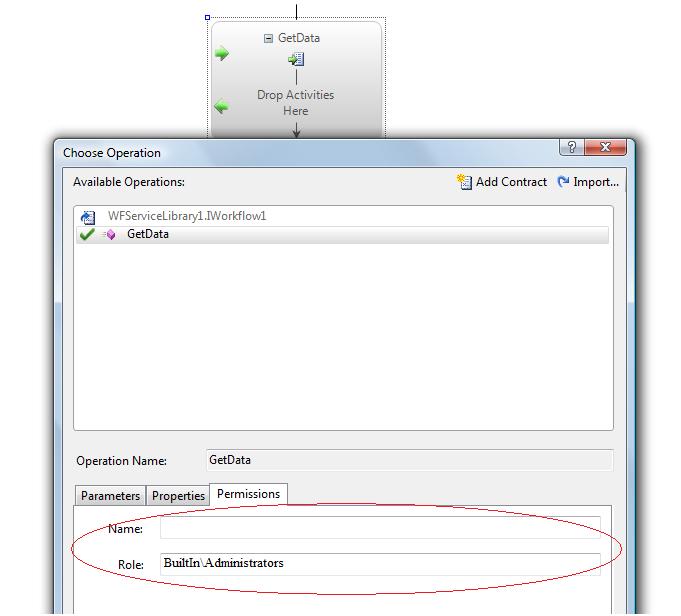 GetData
Drop Activities
Here
Choose Operation
Available Operations:
Add Contract
Import...
WFServiceLibrary1.IWorkflow1
GetData
Operation Name:
GetData
Parameters
Properties
Permissions
Name:
Role:
BuiltIn\Administrators